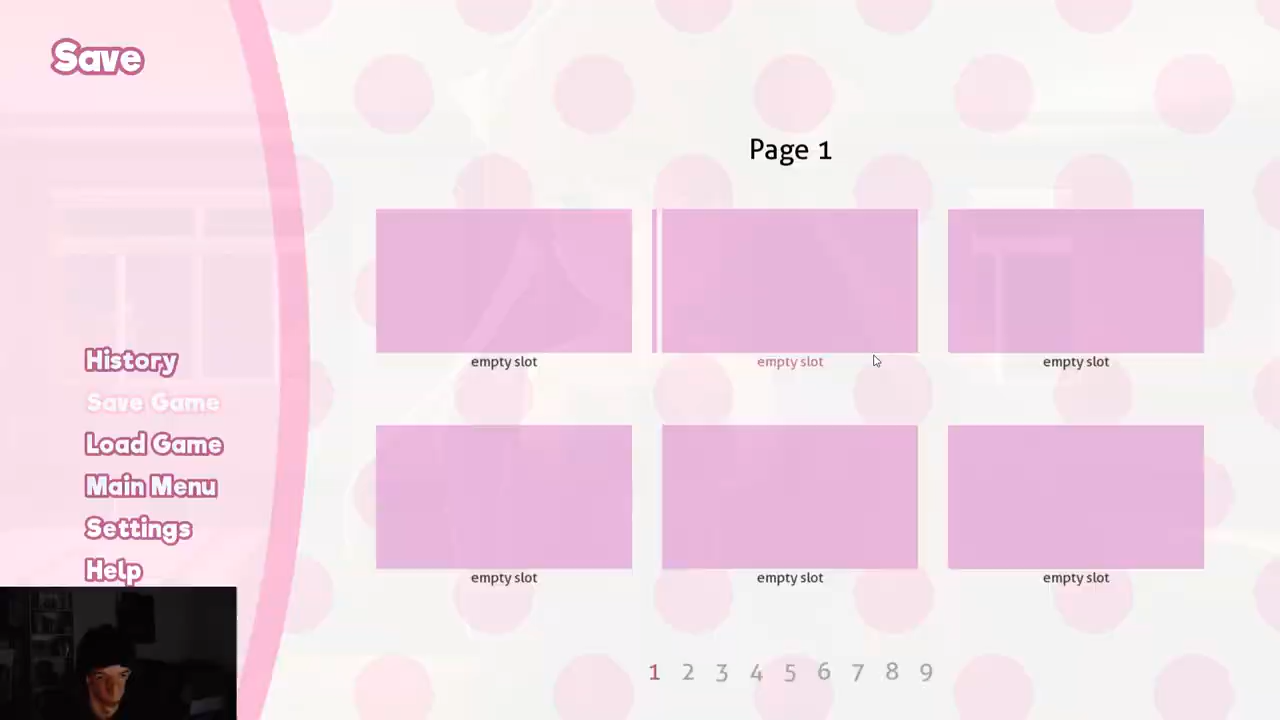 Save
Page 1
empty slot
empty slot
empty slot
History
Save Game
Load Game
Main Menu
Settings
Help
empty slot
empty slot
empty slot
1 2 3 4 5 6 7 8 9